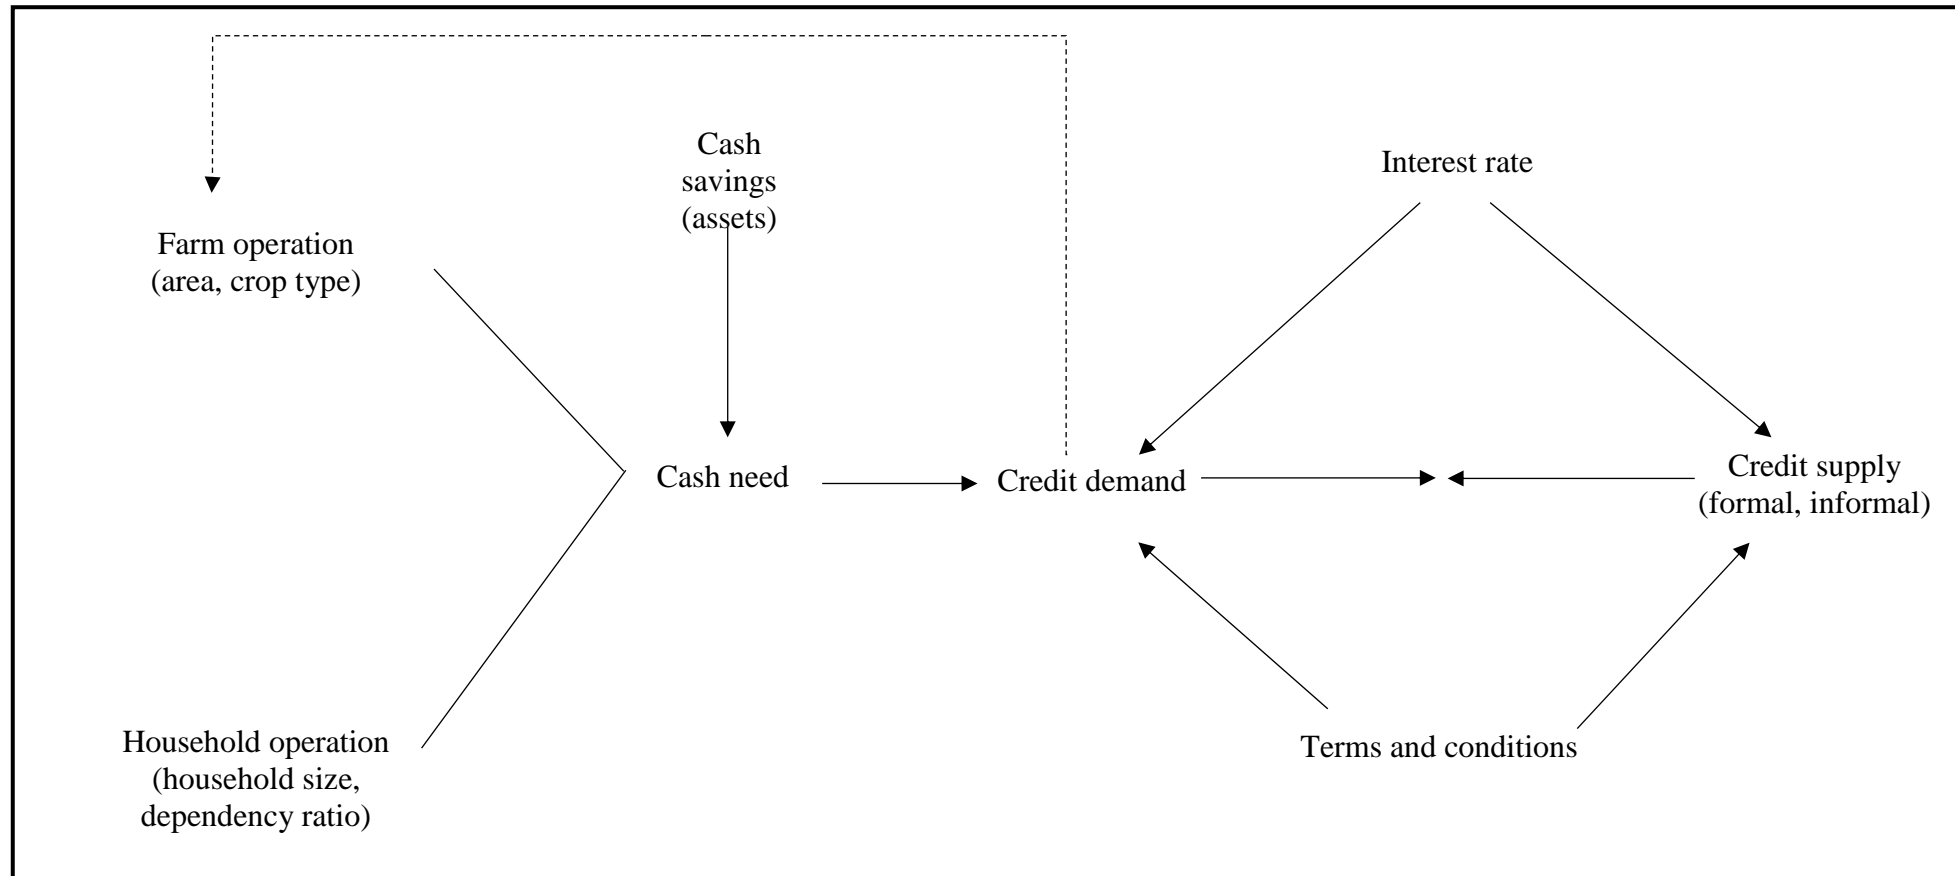 Cash
savings
(assets)
Interest rate
Farm operation
(area, crop type)
Cash need
Credit demand
Credit supply
(formal, informal)
Household operation
(household size,
dependency ratio)
Terms and conditions